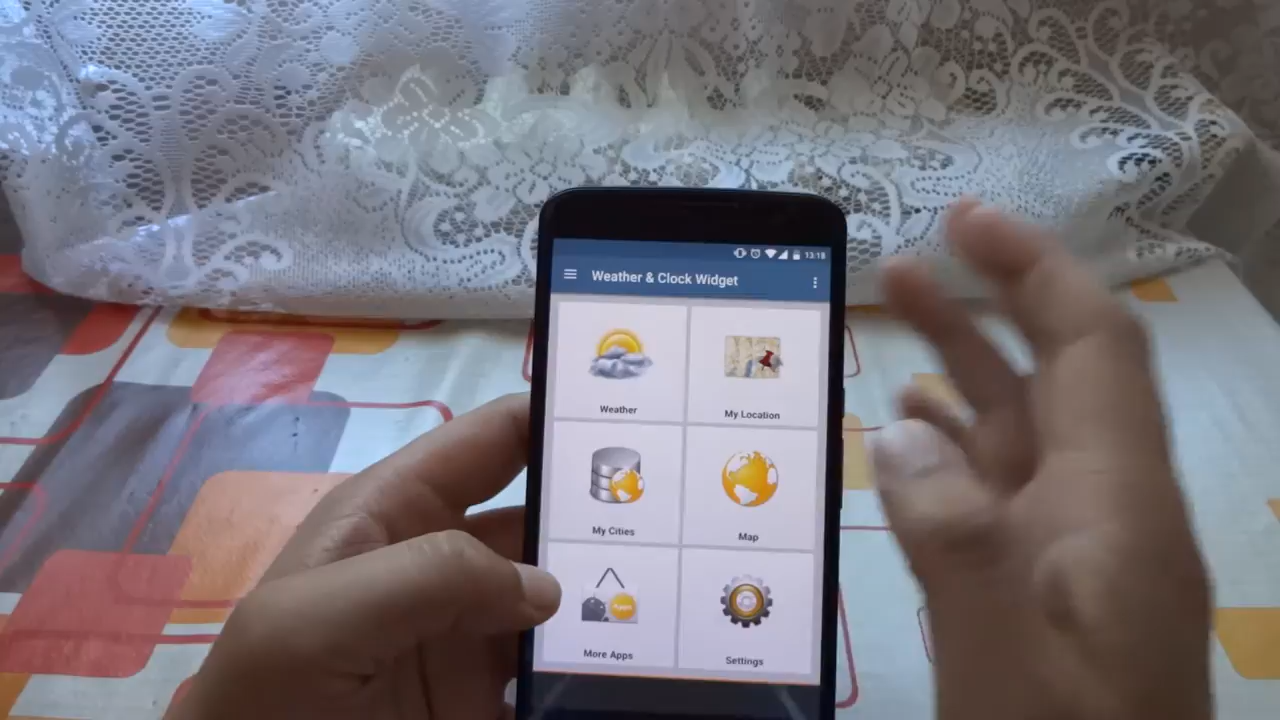 13:18
Weather & Clock Widget
Weather
My Location
My Cities
Map
More Apps
Settings